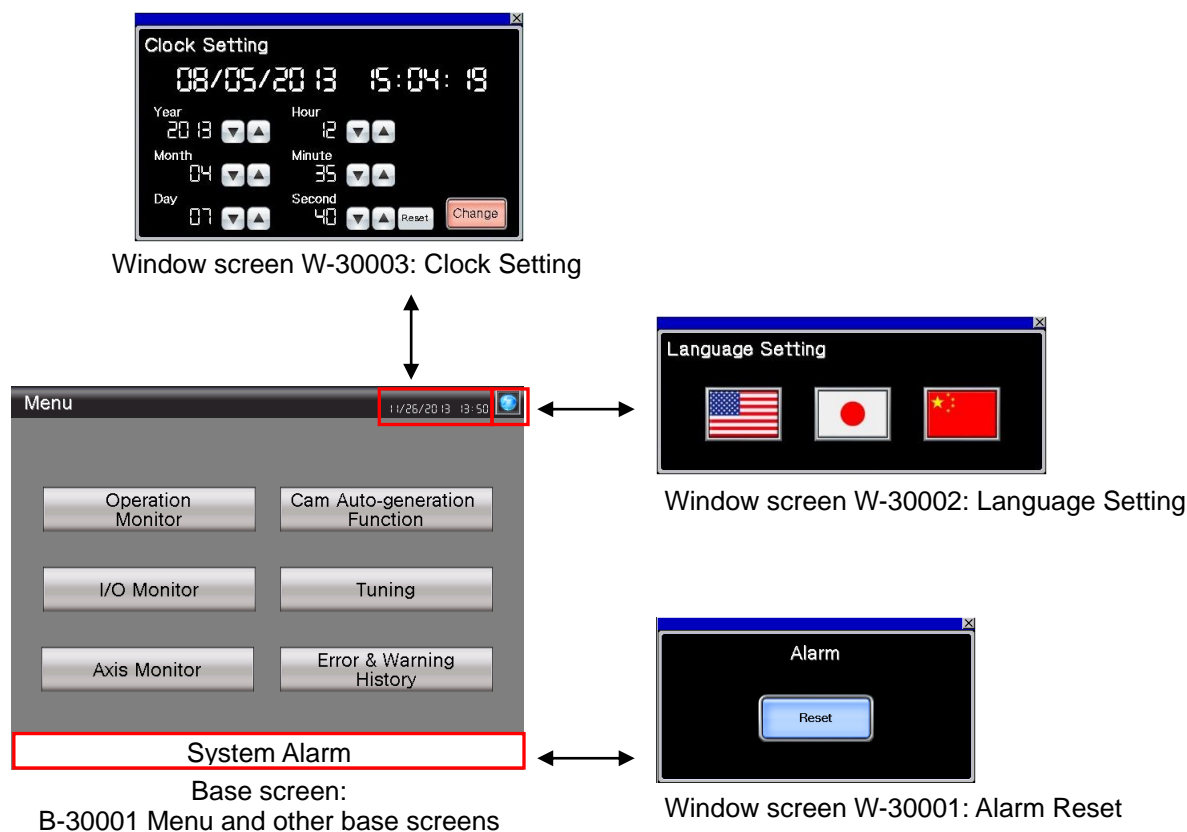 Clock Setting
08/05/2013 15:04:19
Year
2013
Hour
12
Month
04
Minute
35
Day
07
Second
40
Reset
Change
Window screen W-30003: Clock Setting
Menu
11/26/2013 13:50
Operation
Monitor
Cam Auto-generation
Function
I/O Monitor
Tuning
Axis Monitor
Error & Warning
History
System Alarm
Base screen:
B-30001 Menu and other base screens
Language Setting
Window screen W-30002: Language Setting
Alarm
Reset
Window screen W-30001: Alarm Reset